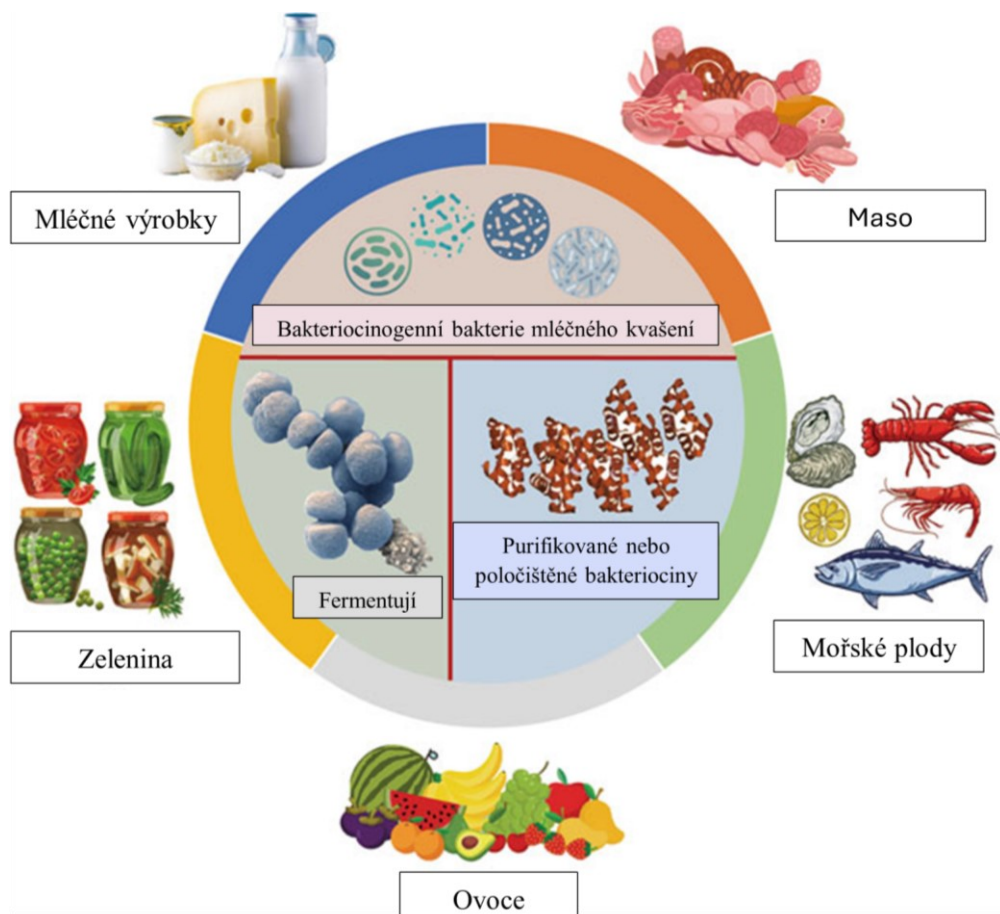 Mléčné výrobky
Maso
Bakteriocinogenní bakterie mléčného kvašení
Purifikované nebo
poločištěné bakteriociny
Fermentují
Zelenina
Mořské plody
Ovoce